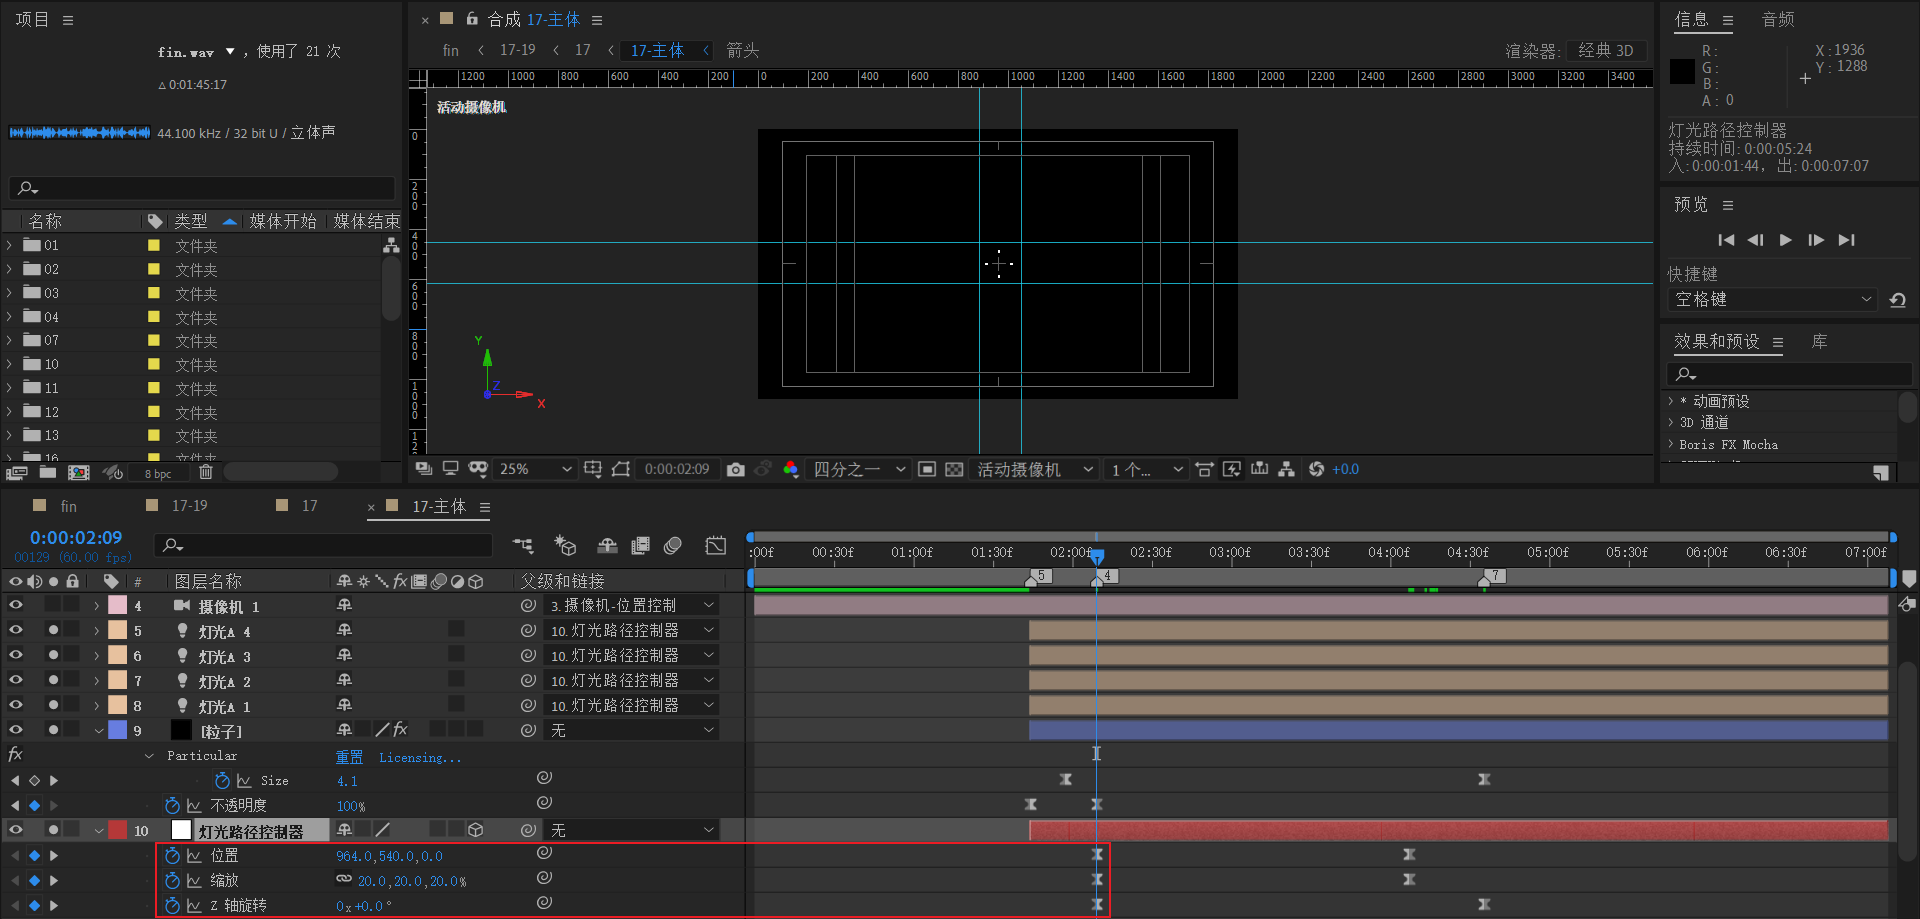 项目
fin.wav ▼ , 使用了 21 次
△ 0:01:45:17
44.100 kHz / 32 bit U / 立体声
名称 类型 媒体开始 媒体结束
01 文件夹
02 文件夹
03 文件夹
04 文件夹
07 文件夹
10 文件夹
11 文件夹
12 文件夹
13 文件夹
16
8 bpc
× 合成 17-主体
fin < 17-19 < 17 < 17-主体 < 箭头
渲染器: 经典 3D
1200 1000 800 600 400 200 0 200 400 600 800 1000 1200 1400 1600 1800 2000 2200 2400 2600 2800 3000 3200 3400
0 200 400 600 800 1000 12
活动摄像机
Y
Z
X
25% 0:00:02:09 四分之一 活动摄像机 1 个... +0.0
信息 音频
R : X : 1936
G : Y : 1288
B :
A : 0
灯光路径控制器
持续时间: 0:00:05:24
入: 0:00:01:44, 出: 0:00:07:07
预览
快捷键
空格键
效果和预设 库
* 动画预设
3D 通道
Boris FX Mocha
fin 17-19 17 × 17-主体
0:00:02:09
00129 (60.00 fps)
:00f 00:30f 01:00f 01:30f 02:00f 02:30f 03:00f 03:30f 04:00f 04:30f 05:00f 05:30f 06:00f 06:30f 07:00f
# 图层名称 fx 父级和链接
5 4 7
4 摄像机 1 3. 摄像机-位置控制
5 灯光A 4 10. 灯光路径控制器
6 灯光A 3 10. 灯光路径控制器
7 灯光A 2 10. 灯光路径控制器
8 灯光A 1 10. 灯光路径控制器
9 [粒子] fx 无
fx Particular 重置 Licensing...
Size 4.1
不透明度 100%
10 灯光路径控制器 无
位置 964.0,540.0,0.0
缩放 20.0,20.0,20.0%
Z 轴旋转 0x+0.0°